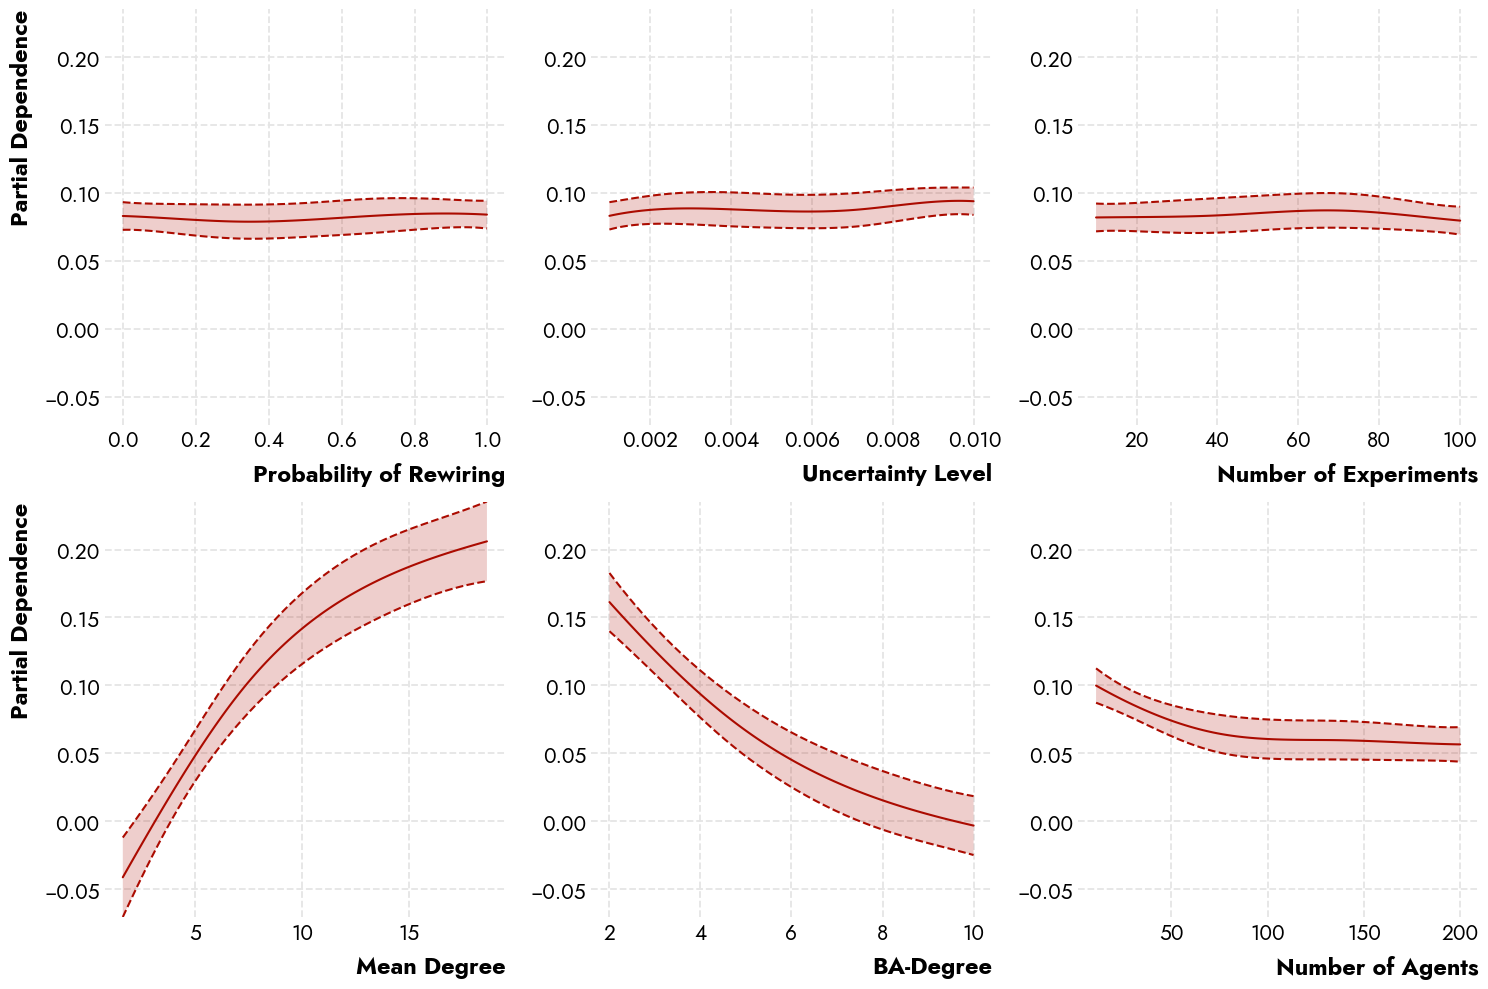 Partial Dependence
0.20
0.15
0.10
0.05
0.00
−0.05
0.0 0.2 0.4 0.6 0.8 1.0
Probability of Rewiring
0.20
0.15
0.10
0.05
0.00
−0.05
0.002 0.004 0.006 0.008 0.010
Uncertainty Level
0.20
0.15
0.10
0.05
0.00
−0.05
20 40 60 80 100
Number of Experiments
Partial Dependence
0.20
0.15
0.10
0.05
0.00
−0.05
5 10 15
Mean Degree
0.20
0.15
0.10
0.05
0.00
−0.05
2 4 6 8 10
BA-Degree
0.20
0.15
0.10
0.05
0.00
−0.05
50 100 150 200
Number of Agents